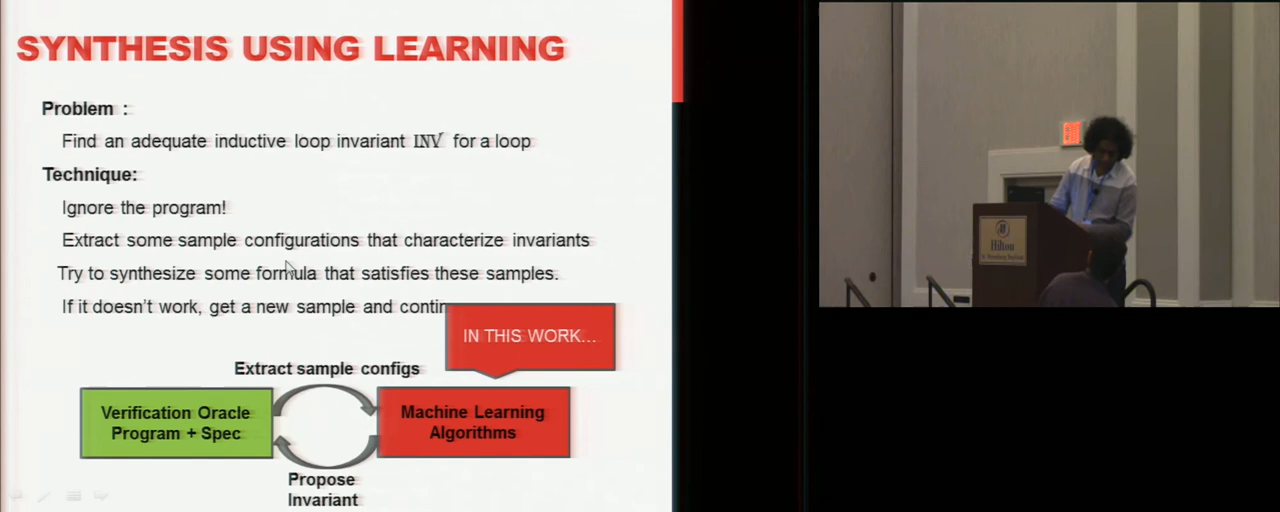 SYNTHESIS USING LEARNING
Problem :
Find an adequate inductive loop invariant INV for a loop
Technique:
Ignore the program!
Extract some sample configurations that characterize invariants
Try to synthesize some formula that satisfies these samples.
If it doesn't work, get a new sample and contin
IN THIS WORK...
Extract sample configs
Verification Oracle
Program + Spec
Machine Learning
Algorithms
Propose
Invariant
Hilton